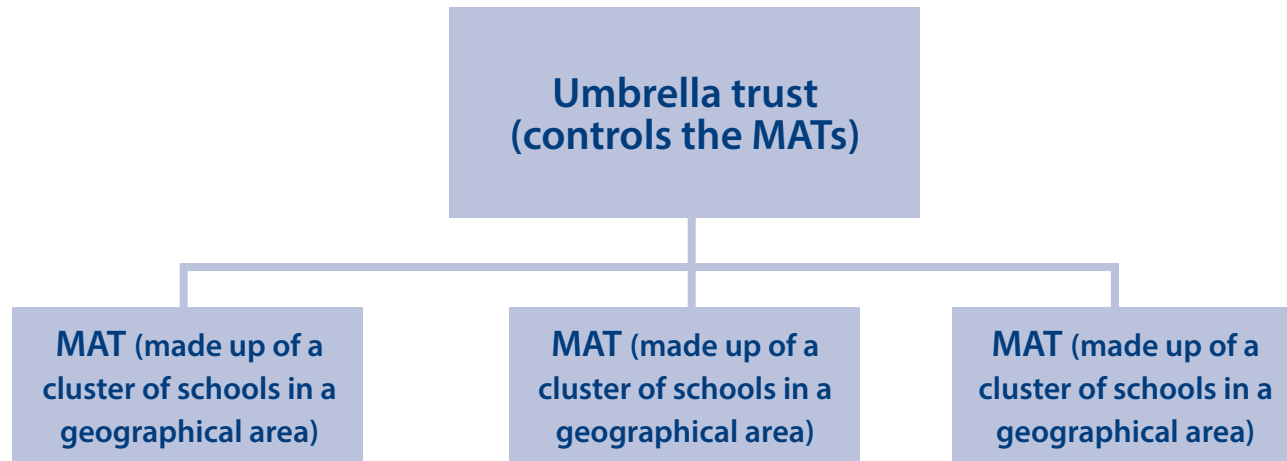 Umbrella trust
(controls the MATs)
MAT (made up of a
cluster of schools in a
geographical area)
MAT (made up of a
cluster of schools in a
geographical area)
MAT (made up of a
cluster of schools in a
geographical area)